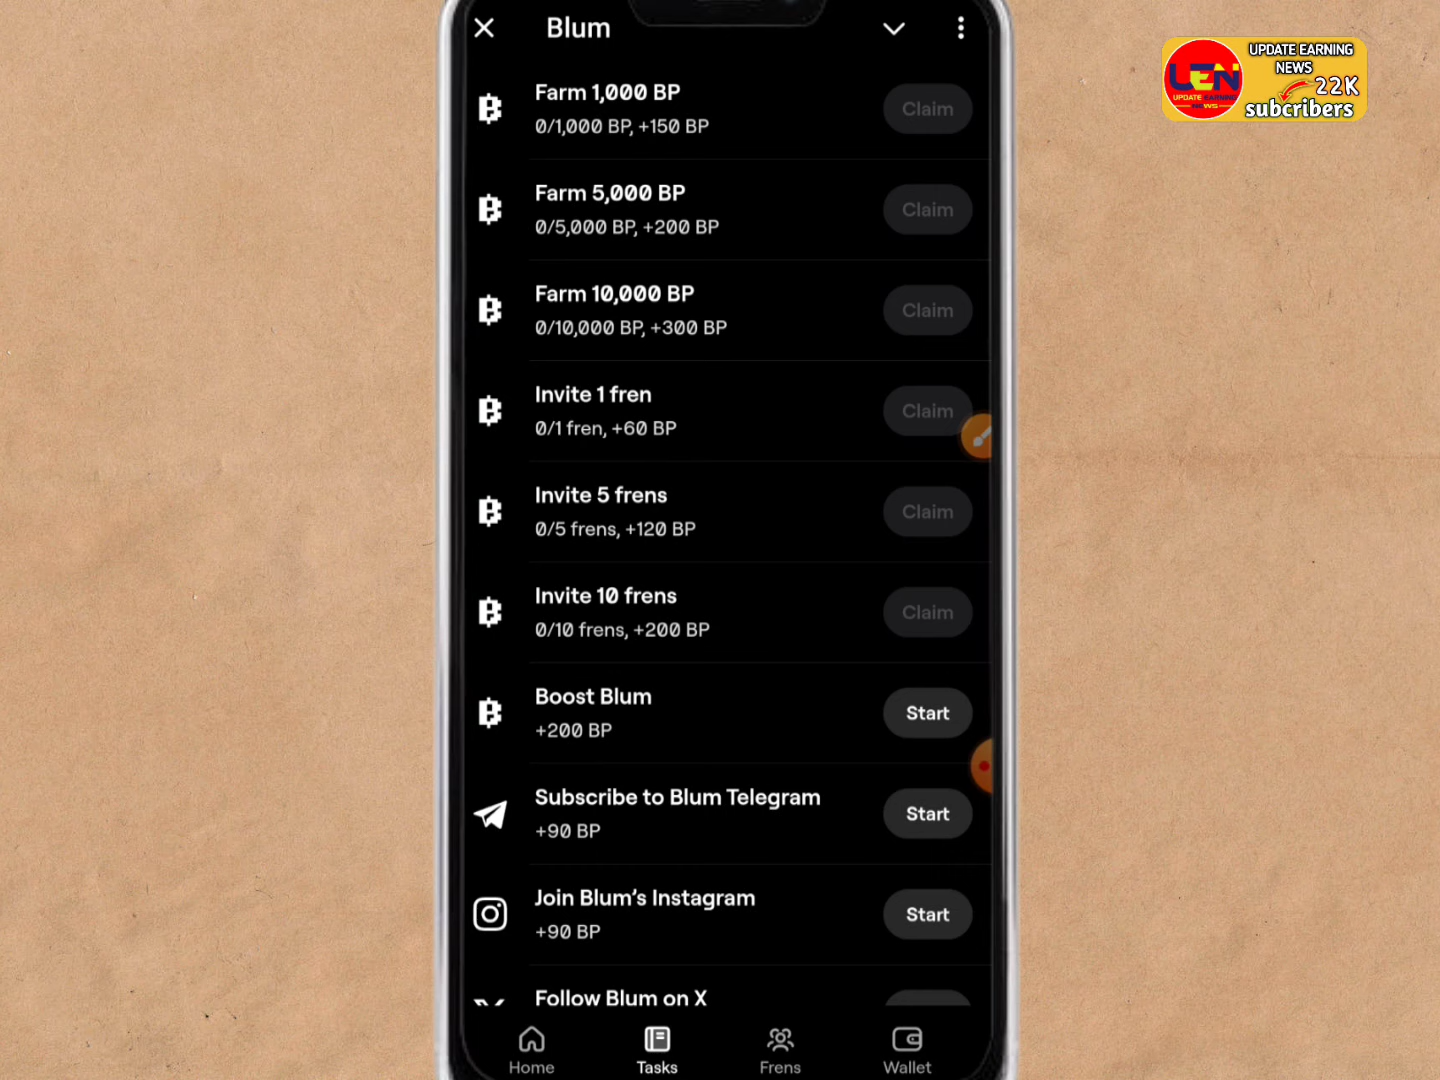 Blum
UPDATE EARNING
NEWS
22K
subcribers
UEN
UPDATE EARNING
NEWS
Farm 1,000 BP
0/1,000 BP, +150 BP
Claim
Farm 5,000 BP
0/5,000 BP, +200 BP
Claim
Farm 10,000 BP
0/10,000 BP, +300 BP
Claim
Invite 1 fren
0/1 fren, +60 BP
Claim
Invite 5 frens
0/5 frens, +120 BP
Claim
Invite 10 frens
0/10 frens, +200 BP
Claim
Boost Blum
+200 BP
Start
Subscribe to Blum Telegram
+90 BP
Start
Join Blum’s Instagram
+90 BP
Start
Follow Blum on X
Home
Tasks
Frens
Wallet